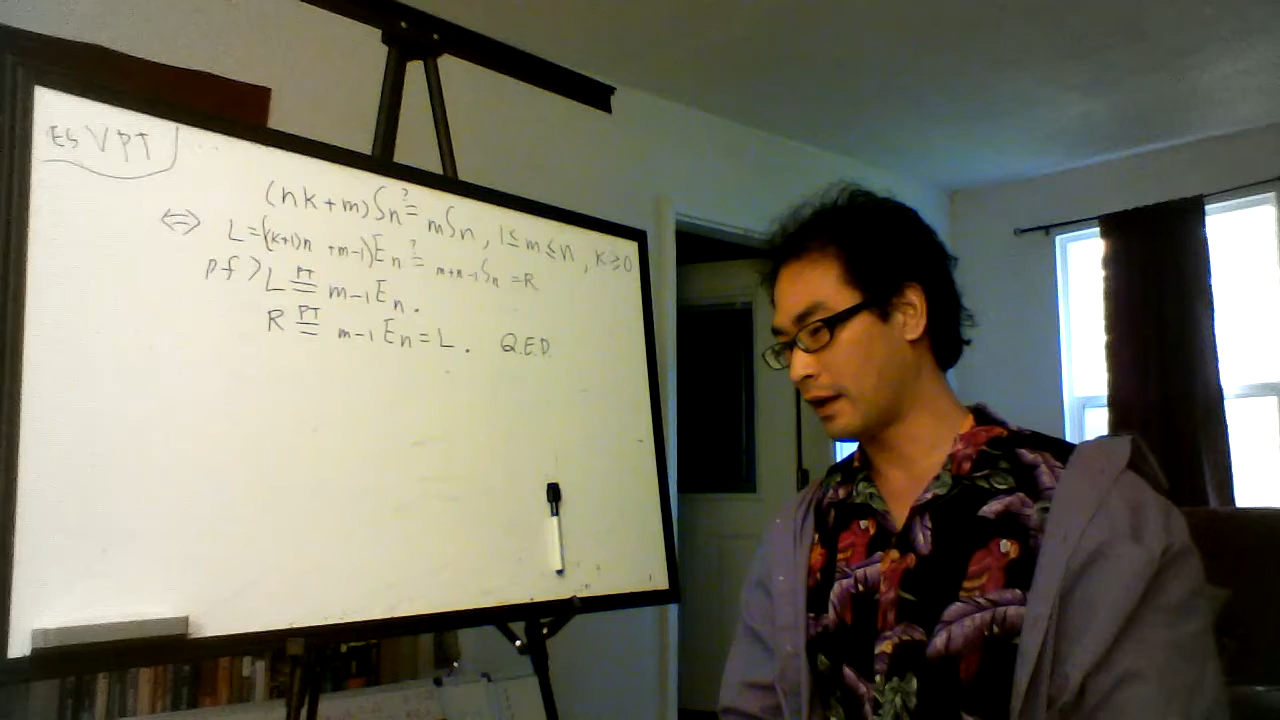 ES V PT
(nk+m)Sn ?= mSn, 1≤m≤n, k≥0
⇔ L=((k+1)n +m-1)En ?= m+n-1Sn =R
pf> L PT= m-1En.
R PT= m-1En=L. Q.E.D.